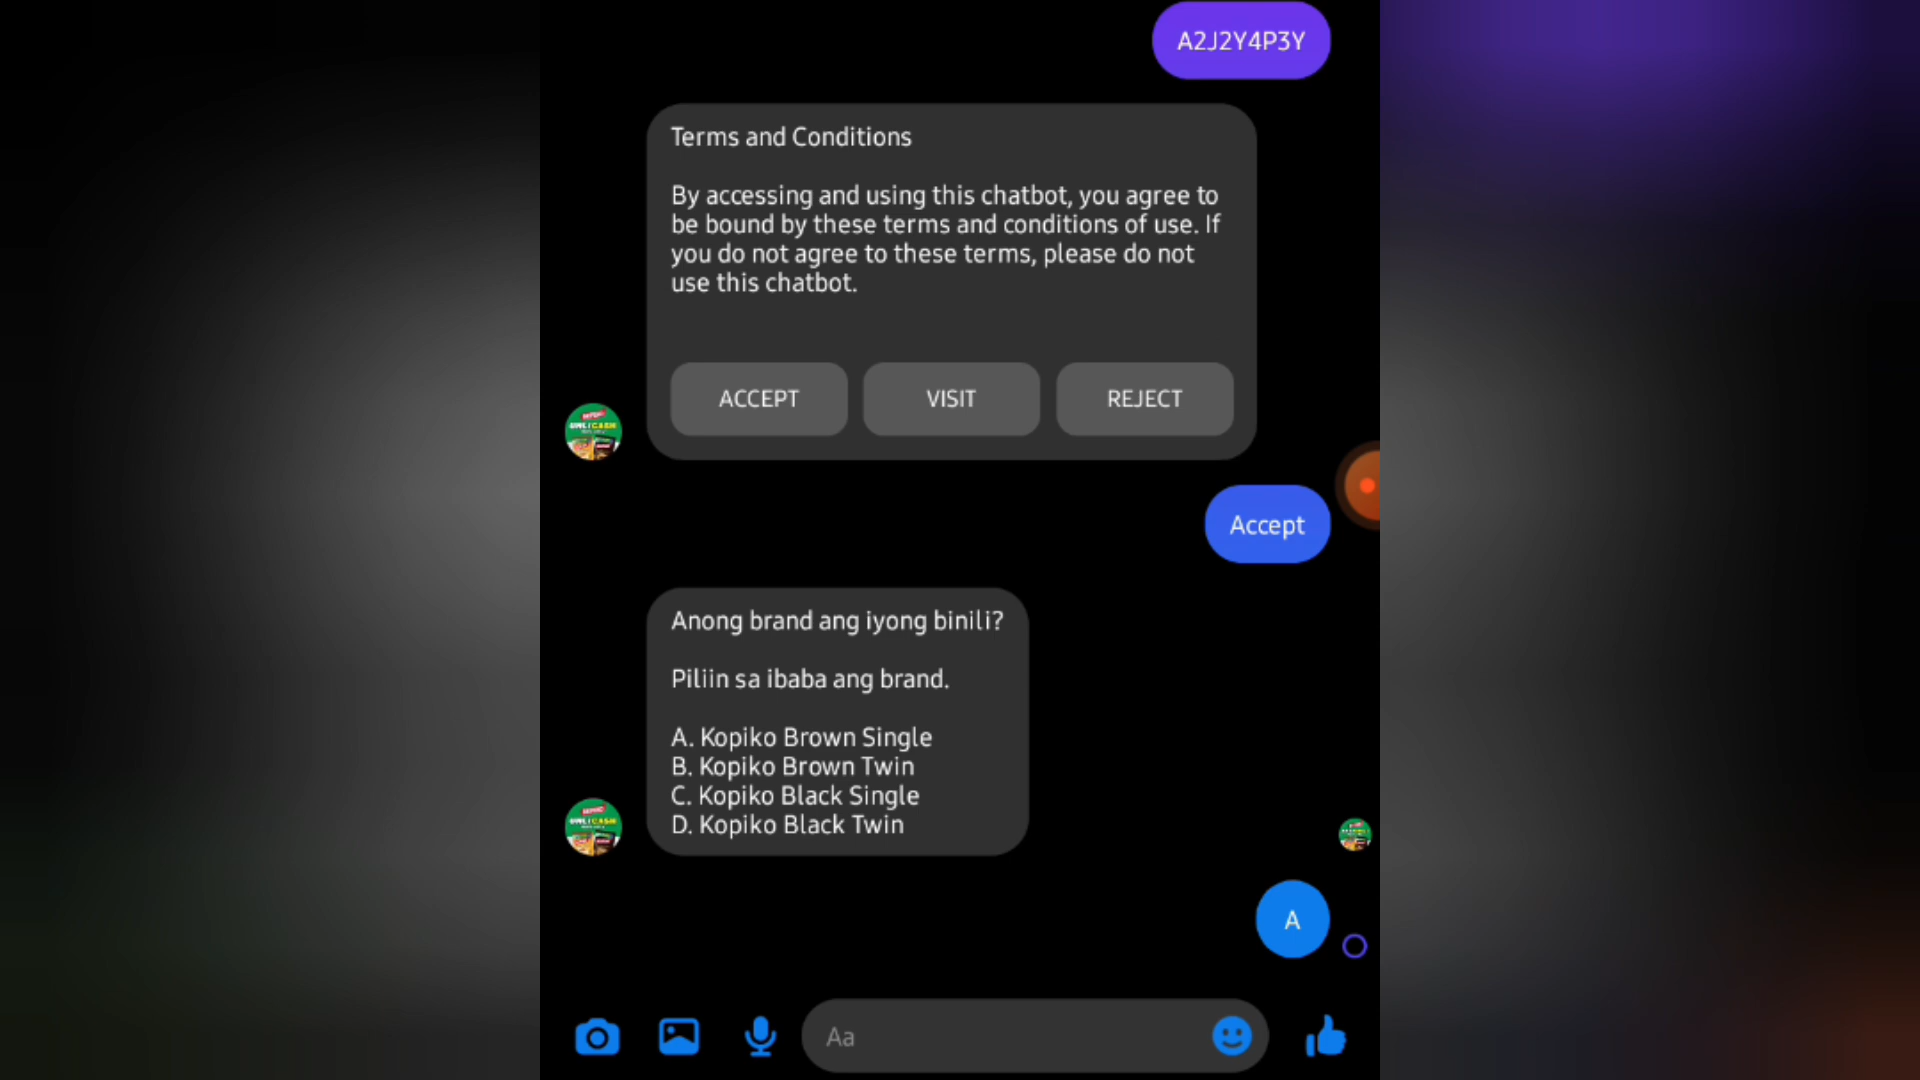 A2J2Y4P3Y
Terms and Conditions
By accessing and using this chatbot, you agree to
be bound by these terms and conditions of use. If
you do not agree to these terms, please do not
use this chatbot.
ACCEPT
VISIT
REJECT
Accept
Anong brand ang iyong binili?
Piliin sa ibaba ang brand.
A. Kopiko Brown Single
B. Kopiko Brown Twin
C. Kopiko Black Single
D. Kopiko Black Twin
A
Aa